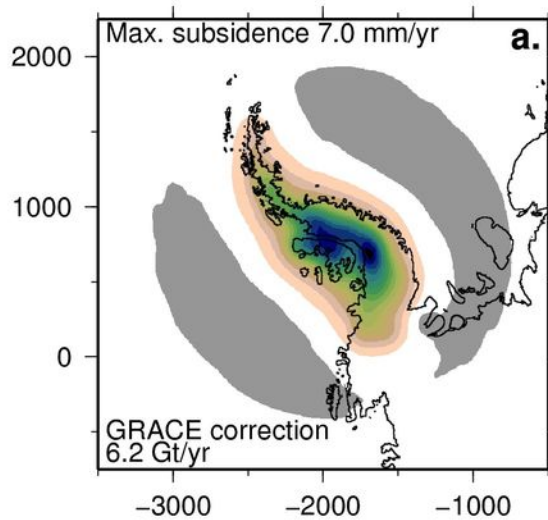 Max. subsidence 7.0 mm/yr
a.
2000
1000
0
GRACE correction
6.2 Gt/yr
−3000 −2000 −1000